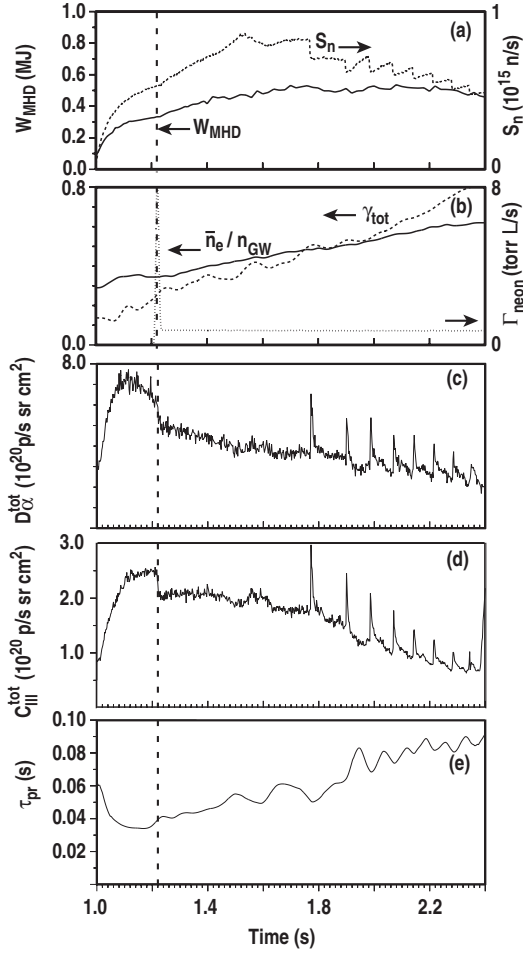 1.0
0.8
0.6
0.4
0.2
0.0
W_MHD (MJ)
(a)
S_n
W_MHD
1
0
S_n (10^15 n/s)
0.8
0.0
(b)
γ_tot
n̄_e / n_GW
8
0
Γ_neon (torr L/s)
8.0
D_α^tot (10^20 p/s sr cm^2)
(c)
3.0
2.0
1.0
C_III^tot (10^20 p/s sr cm^2)
(d)
0.10
0.08
0.06
0.04
0.02
0.00
τ_pr (s)
(e)
1.0 1.4 1.8 2.2
Time (s)